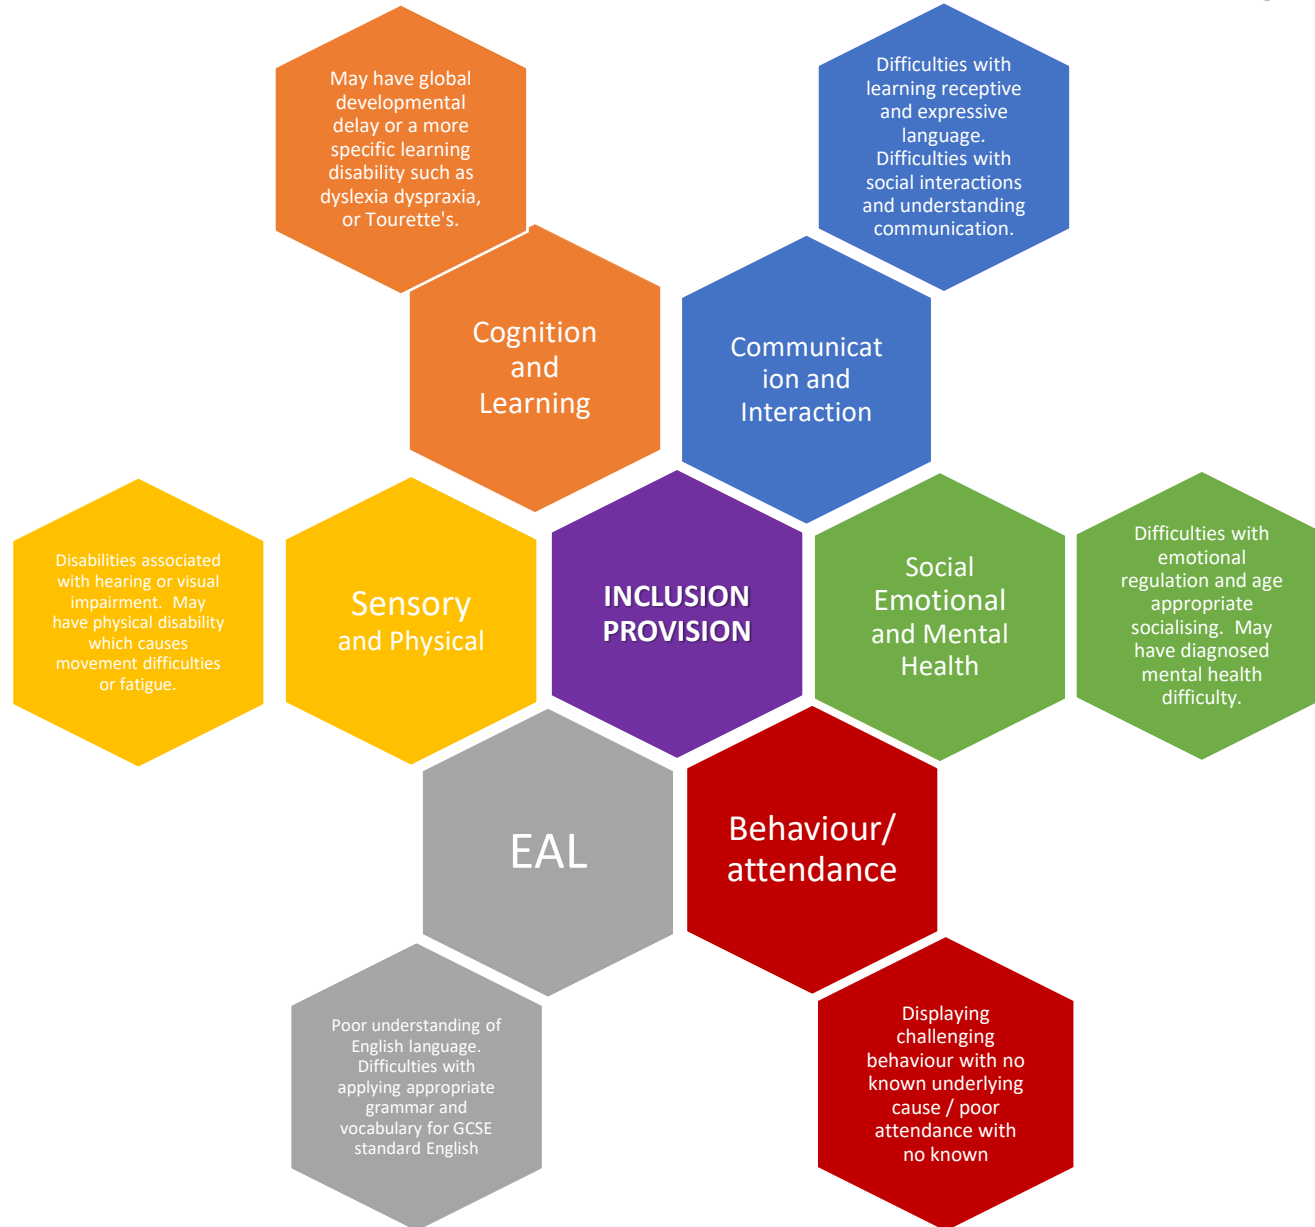 May have global
developmental
delay or a more
specific learning
disability such as
dyslexia dyspraxia,
or Tourette's.
Difficulties with
learning receptive
and expressive
language.
Difficulties with
social interactions
and understanding
communication.
Cognition
and
Learning
Communicat
ion and
Interaction
Disabilities associated
with hearing or visual
impairment.  May
have physical disability
which causes
movement difficulties
or fatigue.
Sensory
and Physical
INCLUSION
PROVISION
Social
Emotional
and Mental
Health
Difficulties with
emotional
regulation and age
appropriate
socialising.  May
have diagnosed
mental health
difficulty.
EAL
Behaviour/
attendance
Poor understanding of
English language.
Difficulties with
applying appropriate
grammar and
vocabulary for GCSE
standard English
Displaying
challenging
behaviour with no
known underlying
cause / poor
attendance with
no known